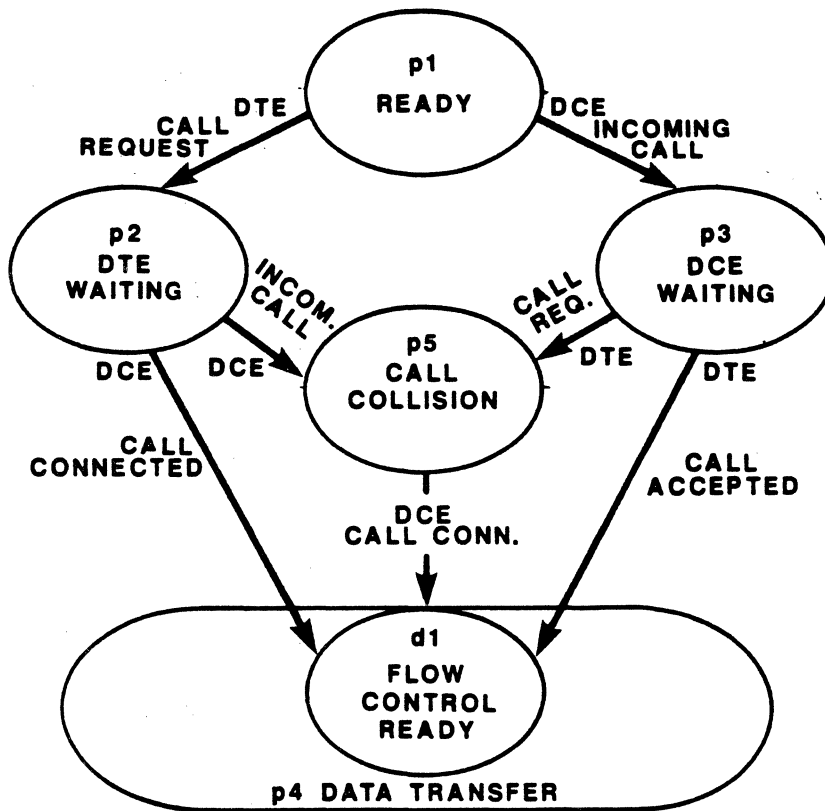 p1
READY
DTE
CALL
REQUEST
DCE
INCOMING
CALL
p2
DTE
WAITING
p3
DCE
WAITING
INCOM.
CALL
DCE
CALL
REQ.
DTE
p5
CALL
COLLISION
DCE
CALL
CONNECTED
DTE
CALL
ACCEPTED
DCE
CALL CONN.
d1
FLOW
CONTROL
READY
p4 DATA TRANSFER